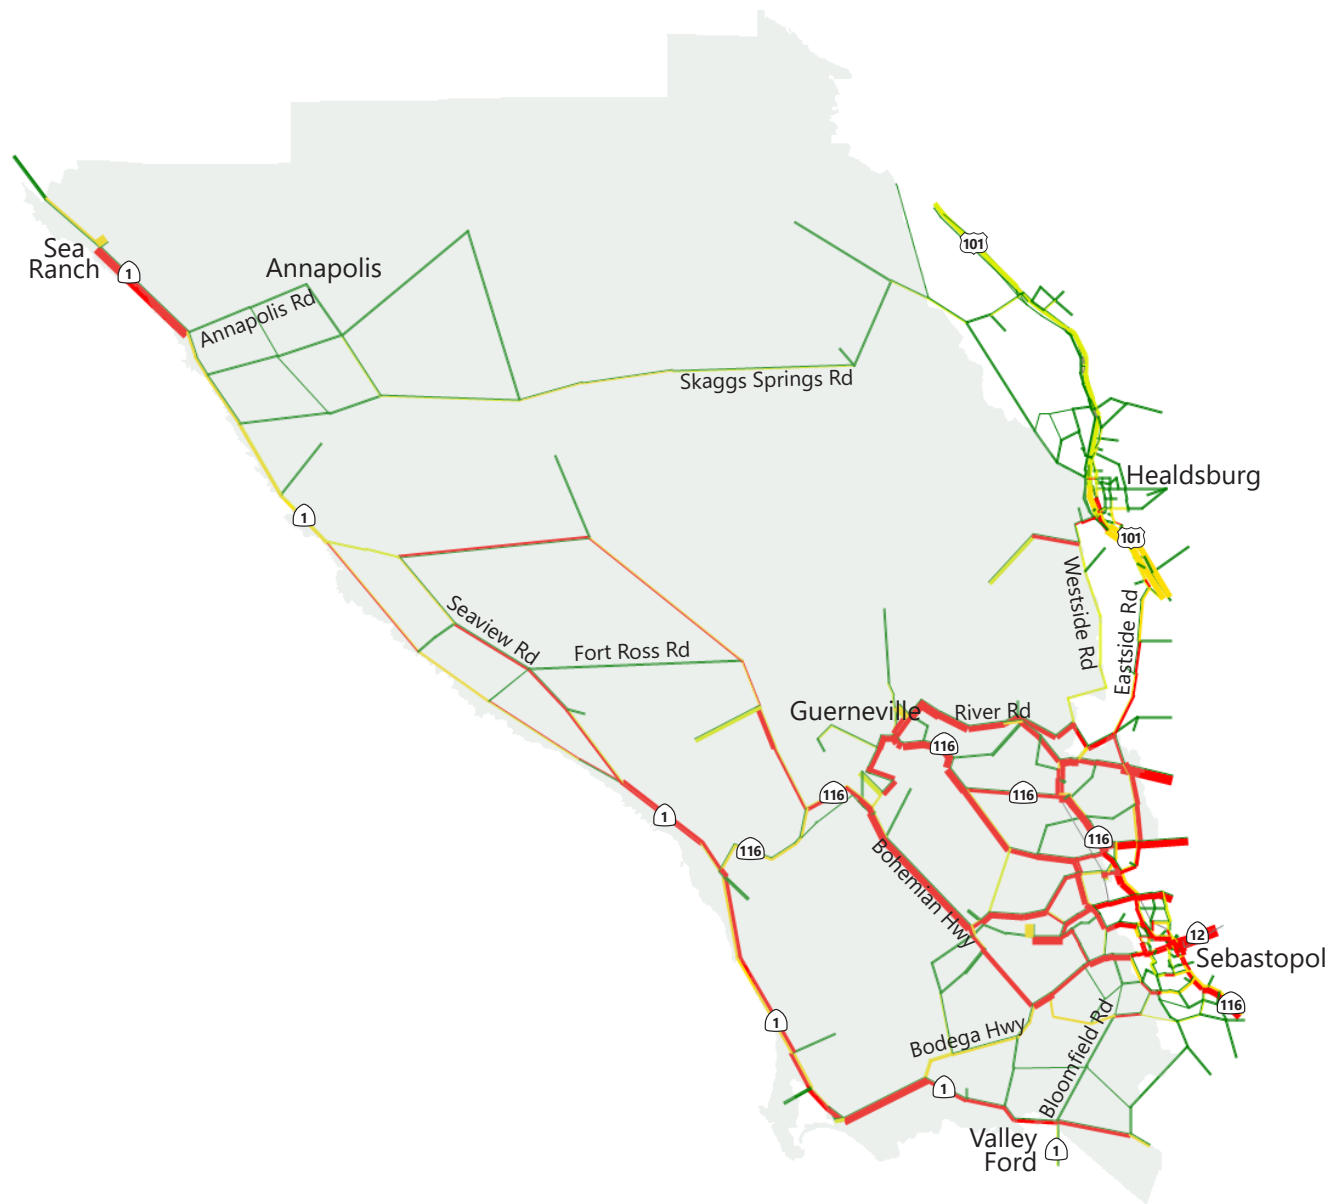 101
Sea
Ranch
1
Annapolis
Annapolis Rd
Skaggs Springs Rd
Healdsburg
1
101
Westside Rd
Eastside Rd
Seaview Rd
Fort Ross Rd
Guerneville
River Rd
116
116
116
1
116
116
Bohemian Hwy
12
Sebastopol
116
1
Bodega Hwy
Bloomfield Rd
1
Valley
Ford
1